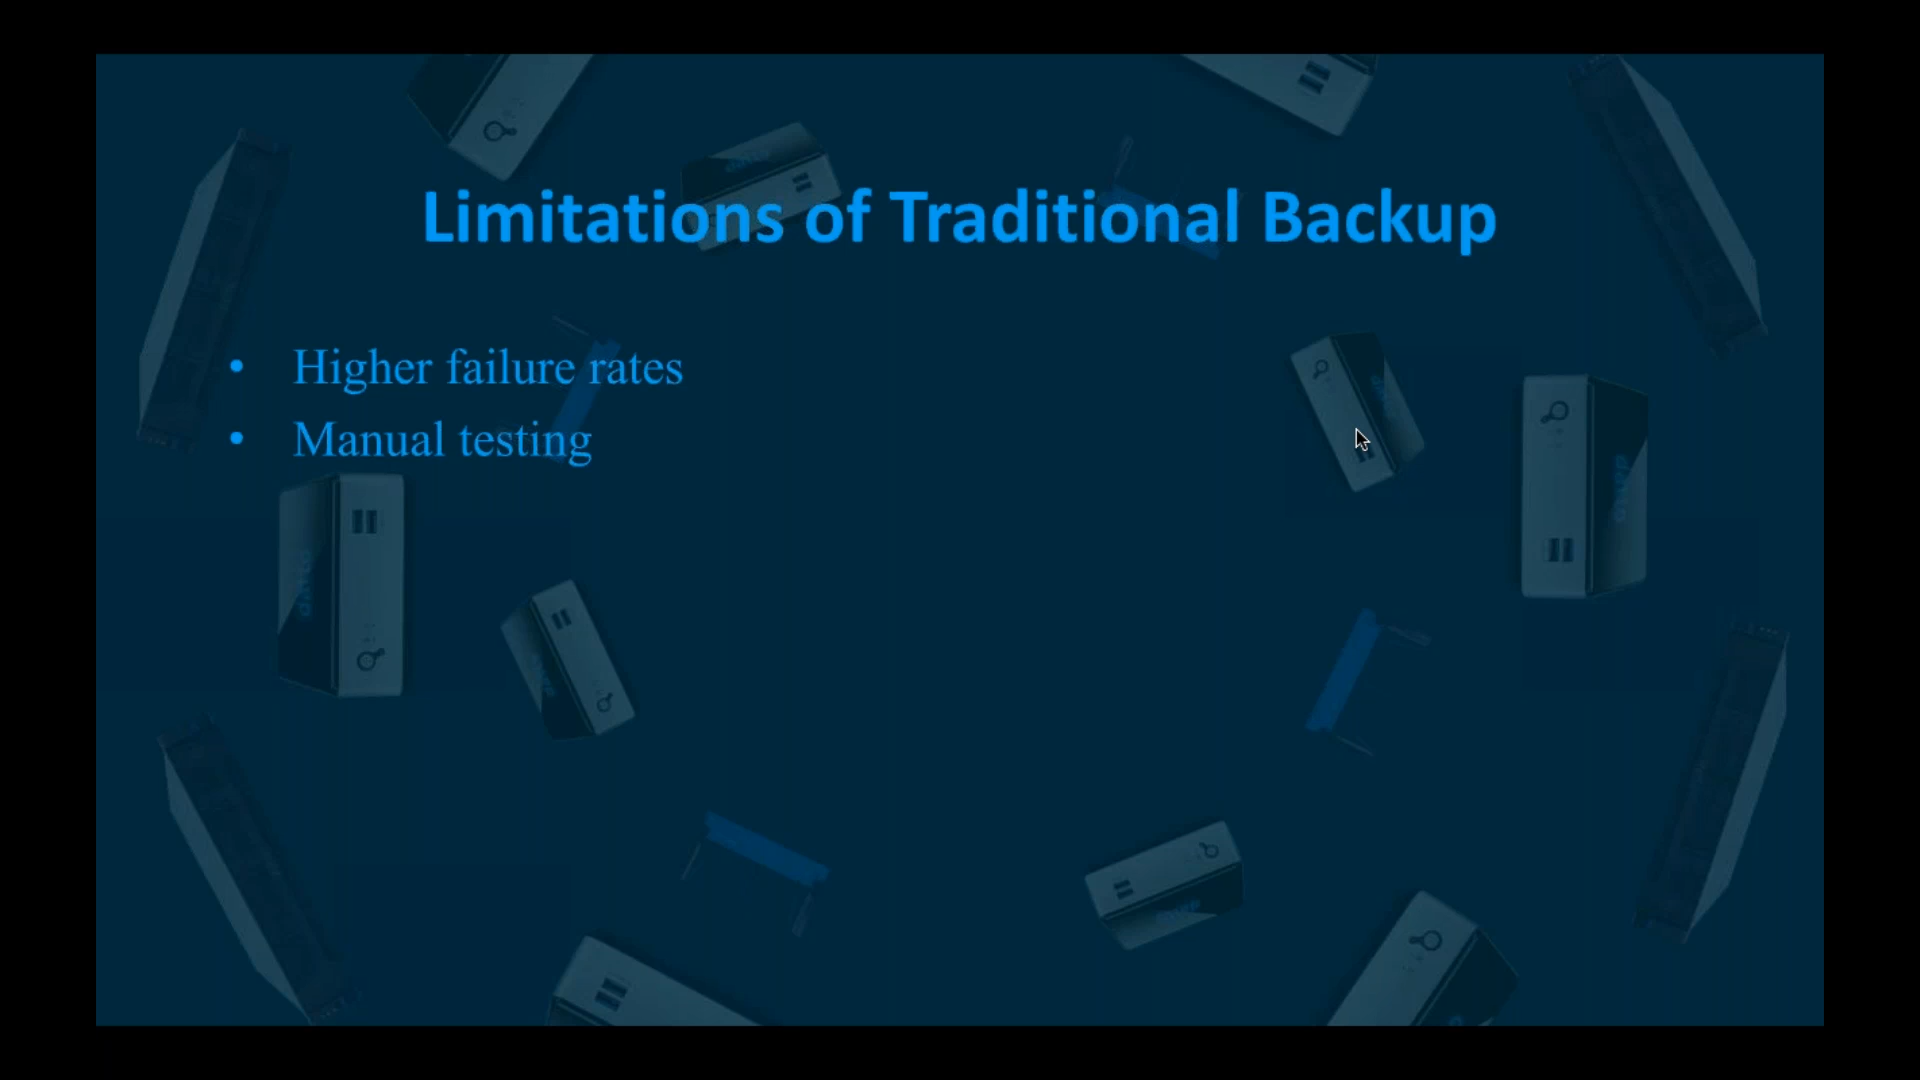 Limitations of Traditional Backup
• Higher failure rates
• Manual testing